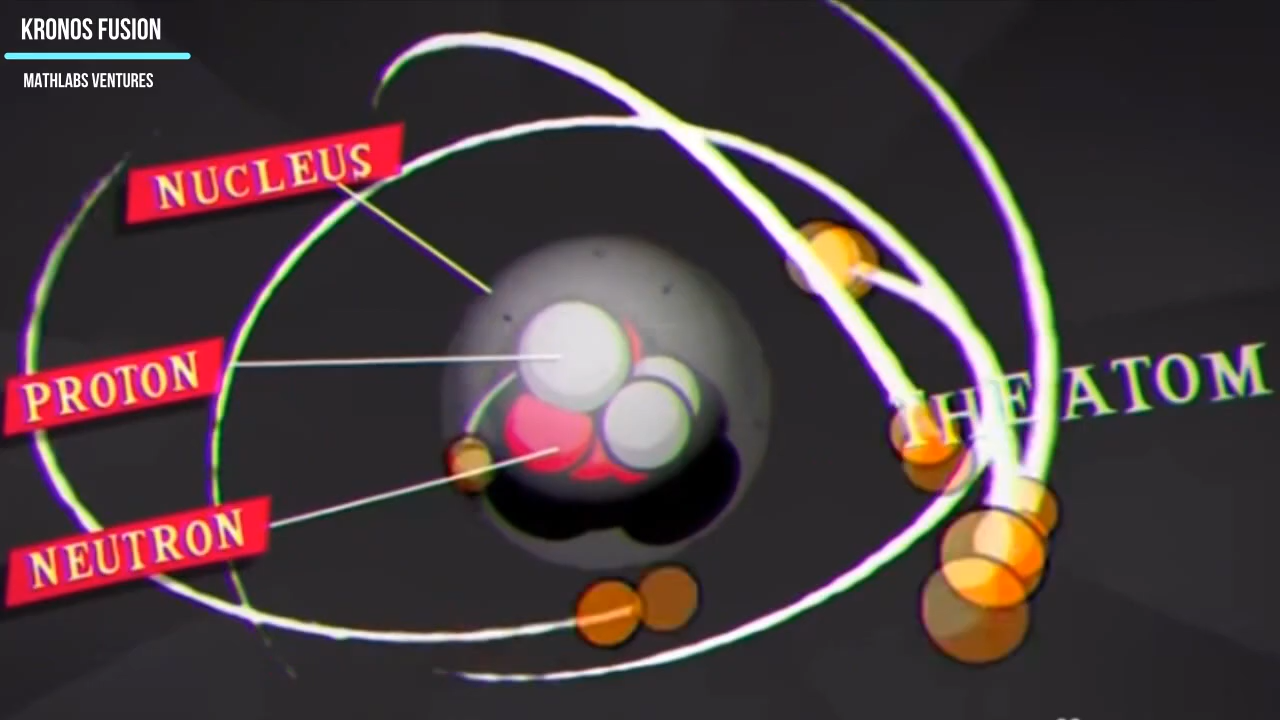 KRONOS FUSION
MATHLABS VENTURES
NUCLEUS
PROTON
THE ATOM
NEUTRON